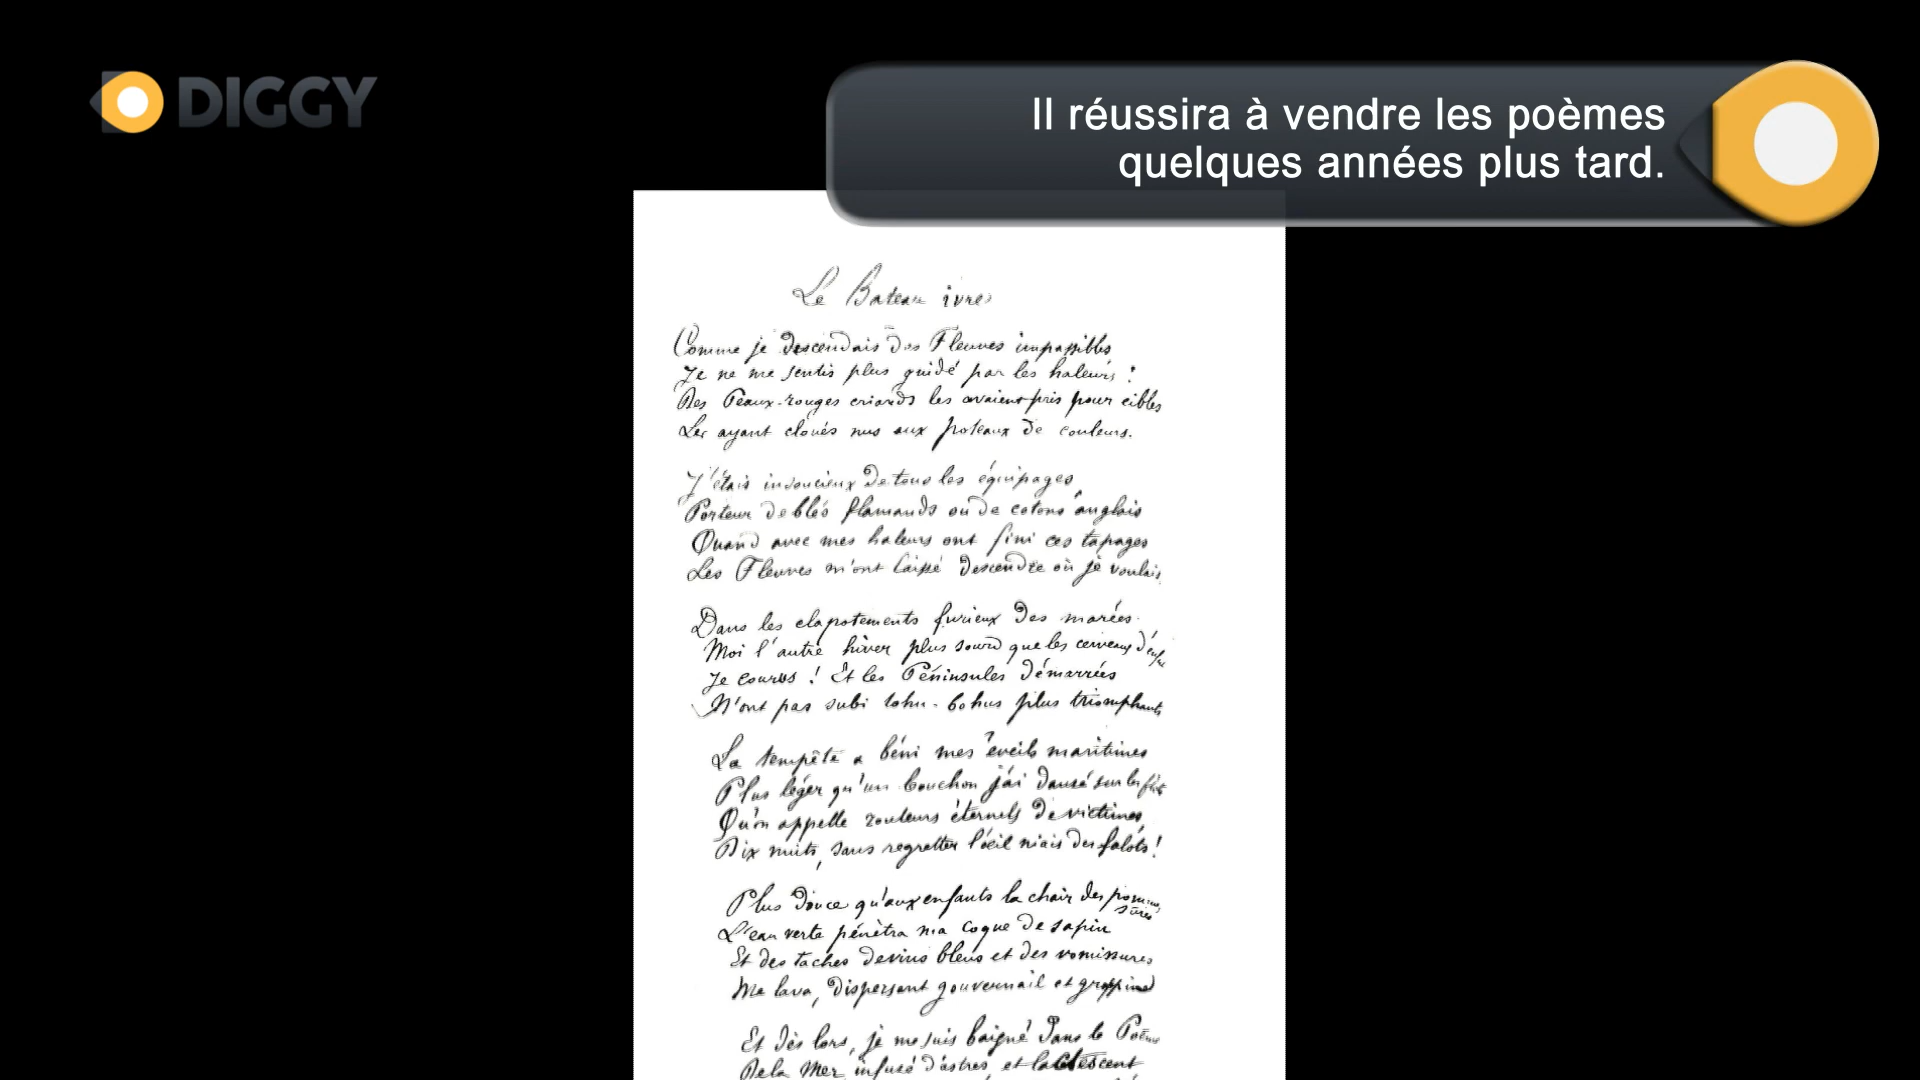 DIGGY
Il réussira à vendre les poèmes
quelques années plus tard.
Le Bateau ivre
Comme je descendais des Fleuves impassibles
Je ne me sentis plus guidé par les haleurs :
Des Peaux-rouges criards les avaient pris pour cibles
Les ayant cloués nus aux poteaux de couleurs.
J'étais insoucieux de tous les équipages,
Porteur de blés flamands ou de cotons anglais
Quand avec mes haleurs ont fini ces tapages
Les Fleuves m'ont laissé descendre où je voulais,
Dans les clapotements furieux des marées
Moi l'autre hiver plus sourd que les cerveaux d'enfants
Je courus ! Et les Péninsules démarrées
N'ont pas subi tohu-bohus plus triomphants
La tempête a béni mes éveils maritimes
Plus léger qu'un bouchon j'ai dansé sur les flots
Qu'on appelle rouleurs éternels de victimes,
Dix nuits, sans regretter l'œil niais des falots !
Plus douce qu'aux enfants la chair des pommes
sures
L'eau verte pénétra ma coque de sapin
Et des taches de vins bleus et des vomissures
Me lava, dispersant gouvernail et grappin
Et dès lors, je me suis baigné dans le Poème
De la Mer, infusé d'astres, et latescent